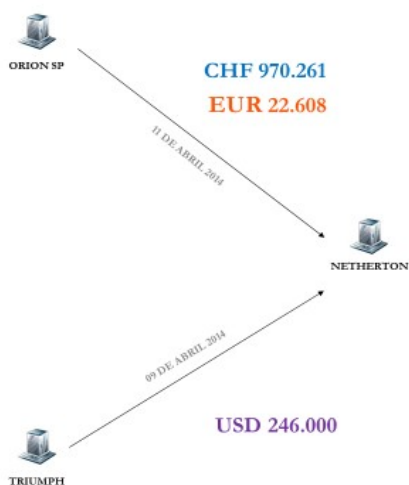 ORION SP
CHF 970.261
EUR 22.608
11 DE ABRIL 2014
NETHERTON
09 DE ABRIL 2014
USD 246.000
TRIUMPH